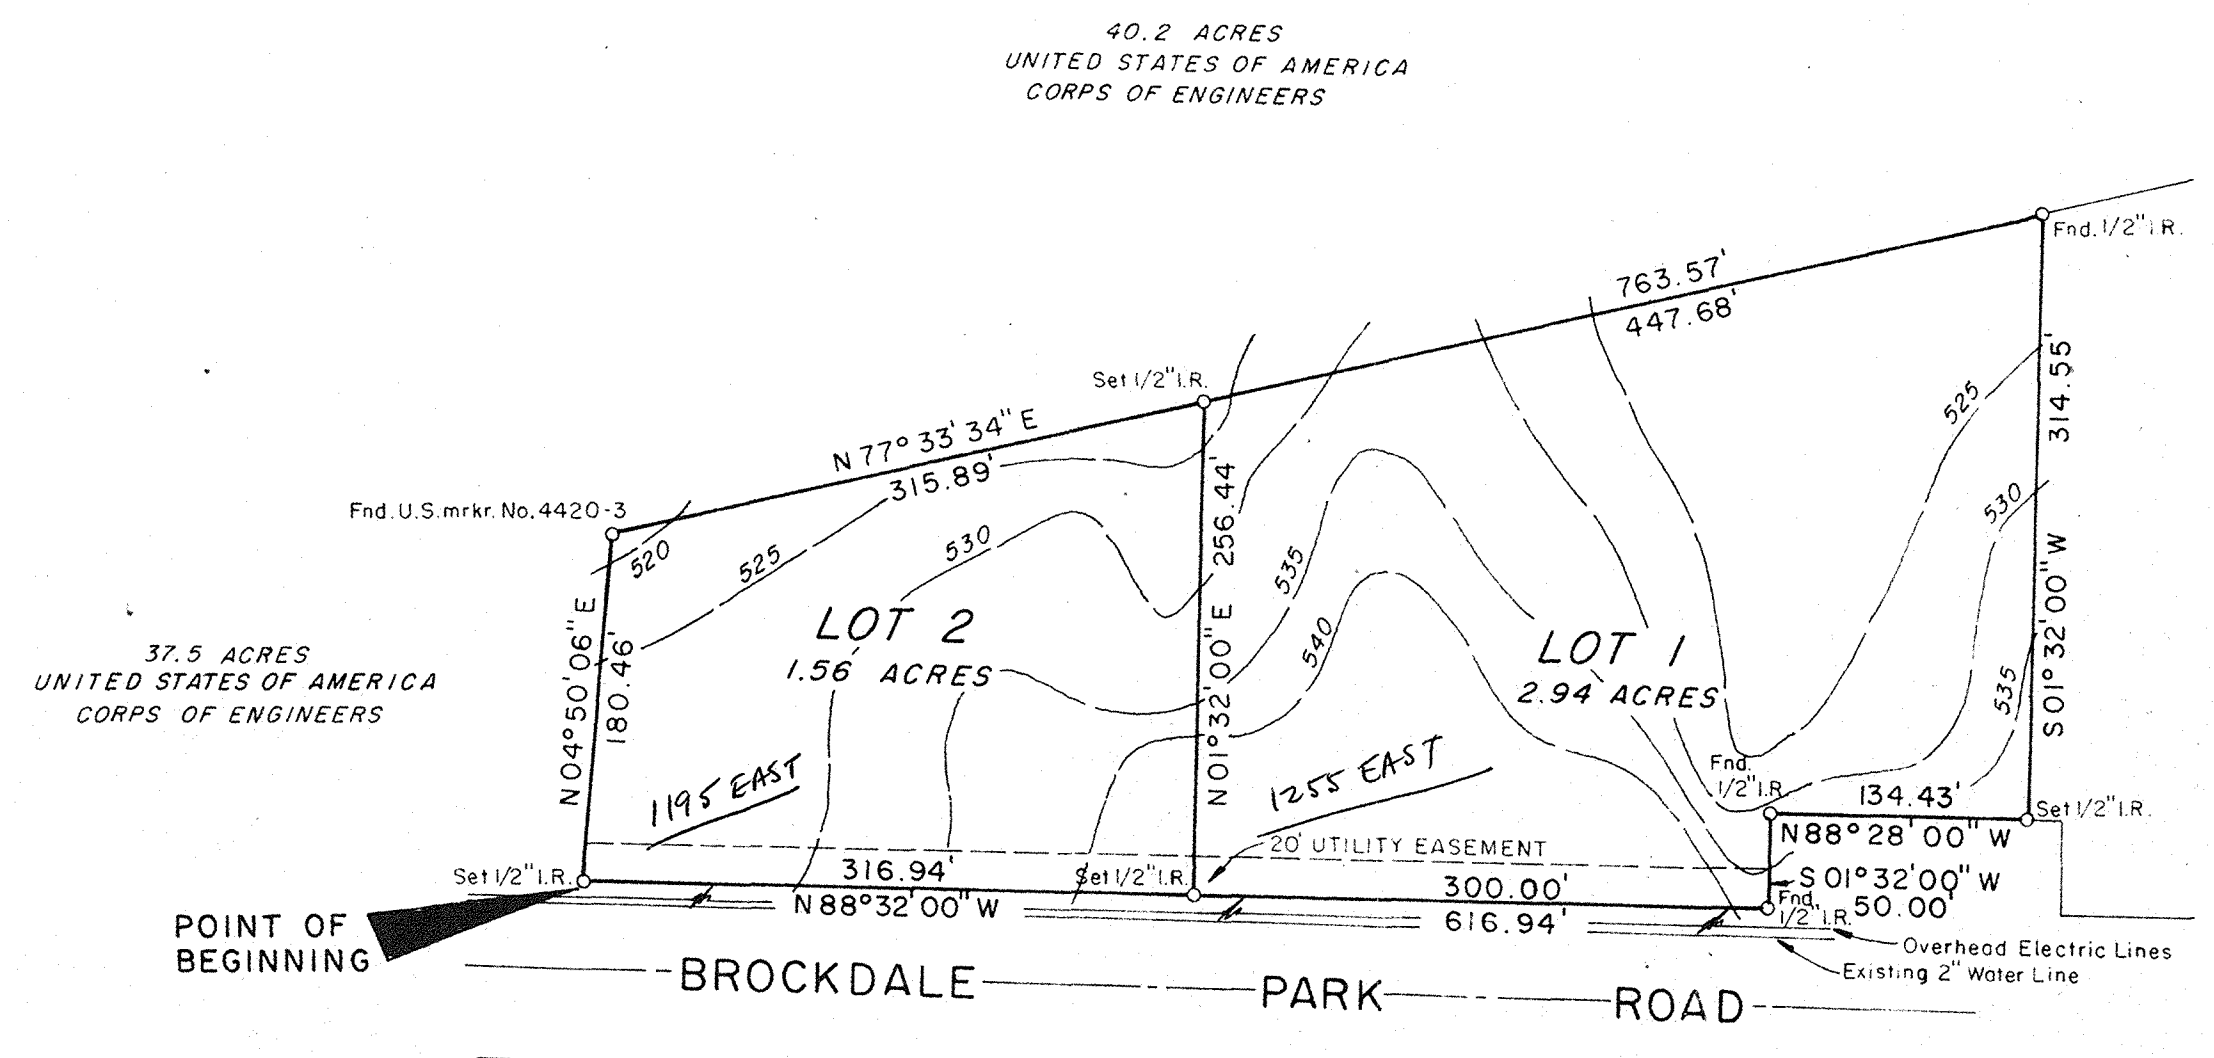 40.2 ACRES
UNITED STATES OF AMERICA
CORPS OF ENGINEERS
Fnd. 1/2" I.R.
763.57'
447.68'
314.55'
S 01° 32' 00" W
Set 1/2" I.R.
N 77° 33' 34" E
315.89'
Fnd. U.S. mrkr. No. 4420-3
520
525
530
535
540
525
530
535
256.44'
N 01° 32' 00" E
N 04° 50' 06" E
180.46'
37.5 ACRES
UNITED STATES OF AMERICA
CORPS OF ENGINEERS
LOT 2
1.56 ACRES
LOT 1
2.94 ACRES
1195 EAST
1255 EAST
Fnd.
1/2" I.R.
134.43'
N 88° 28' 00" W
Set 1/2" I.R.
20' UTILITY EASEMENT
Set 1/2" I.R.
316.94'
Set 1/2" I.R.
300.00'
S 01° 32' 00" W
50.00'
Fnd.
1/2" I.R.
N 88° 32' 00" W
616.94'
POINT OF
BEGINNING
Overhead Electric Lines
Existing 2" Water Line
BROCKDALE PARK ROAD